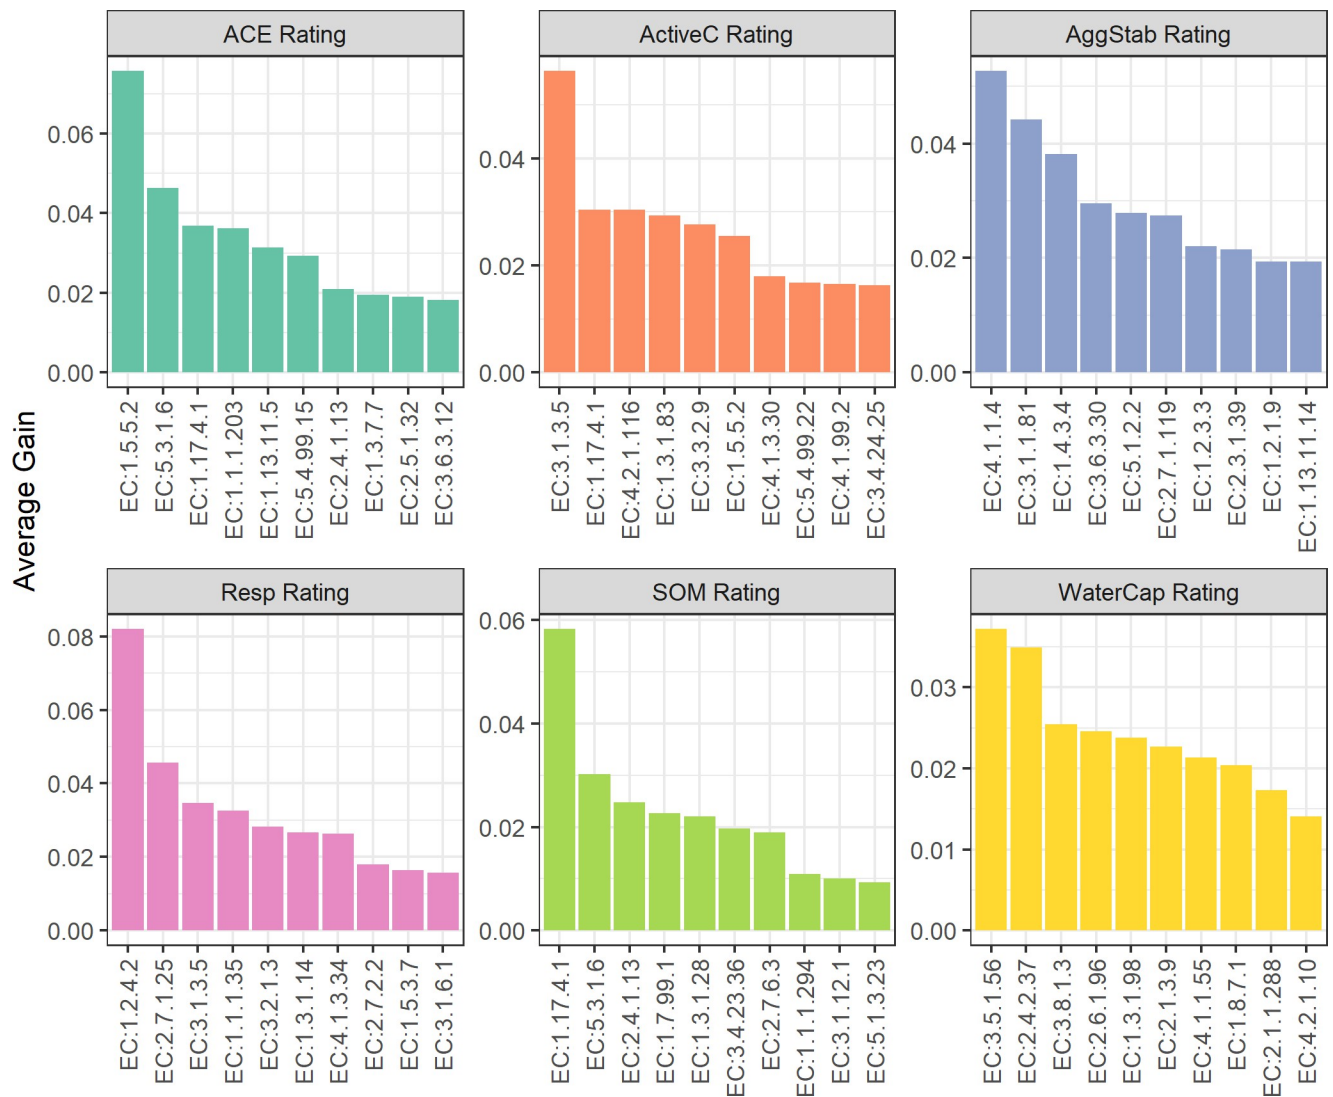 ACE Rating
ActiveC Rating
AggStab Rating
Average Gain
0.06
0.04
0.02
0.00
0.04
0.02
0.00
0.04
0.02
0.00
EC:1.5.5.2
EC:5.3.1.6
EC:1.17.4.1
EC:1.1.1.203
EC:1.13.11.5
EC:5.4.99.15
EC:2.4.1.13
EC:1.3.7.7
EC:2.5.1.32
EC:3.6.3.12
EC:3.1.3.5
EC:1.17.4.1
EC:4.2.1.116
EC:1.3.1.83
EC:3.3.2.9
EC:1.5.5.2
EC:4.1.3.30
EC:5.4.99.22
EC:4.1.99.2
EC:3.4.24.25
EC:4.1.1.4
EC:3.1.1.81
EC:1.4.3.4
EC:3.6.3.30
EC:5.1.2.2
EC:2.7.1.119
EC:1.2.3.3
EC:2.3.1.39
EC:1.2.1.9
EC:1.13.11.14
Resp Rating
SOM Rating
WaterCap Rating
0.08
0.06
0.04
0.02
0.00
0.06
0.04
0.02
0.00
0.03
0.02
0.01
0.00
EC:1.2.4.2
EC:2.7.1.25
EC:3.1.3.5
EC:1.1.1.35
EC:3.2.1.3
EC:1.3.1.14
EC:4.1.3.34
EC:2.7.2.2
EC:1.5.3.7
EC:3.1.6.1
EC:1.17.4.1
EC:5.3.1.6
EC:2.4.1.13
EC:1.7.99.1
EC:1.3.1.28
EC:3.4.23.36
EC:2.7.6.3
EC:1.1.1.294
EC:3.1.12.1
EC:5.1.3.23
EC:3.5.1.56
EC:2.4.2.37
EC:3.8.1.3
EC:2.6.1.96
EC:1.3.1.98
EC:2.1.3.9
EC:4.1.1.55
EC:1.8.7.1
EC:2.1.1.288
EC:4.2.1.10